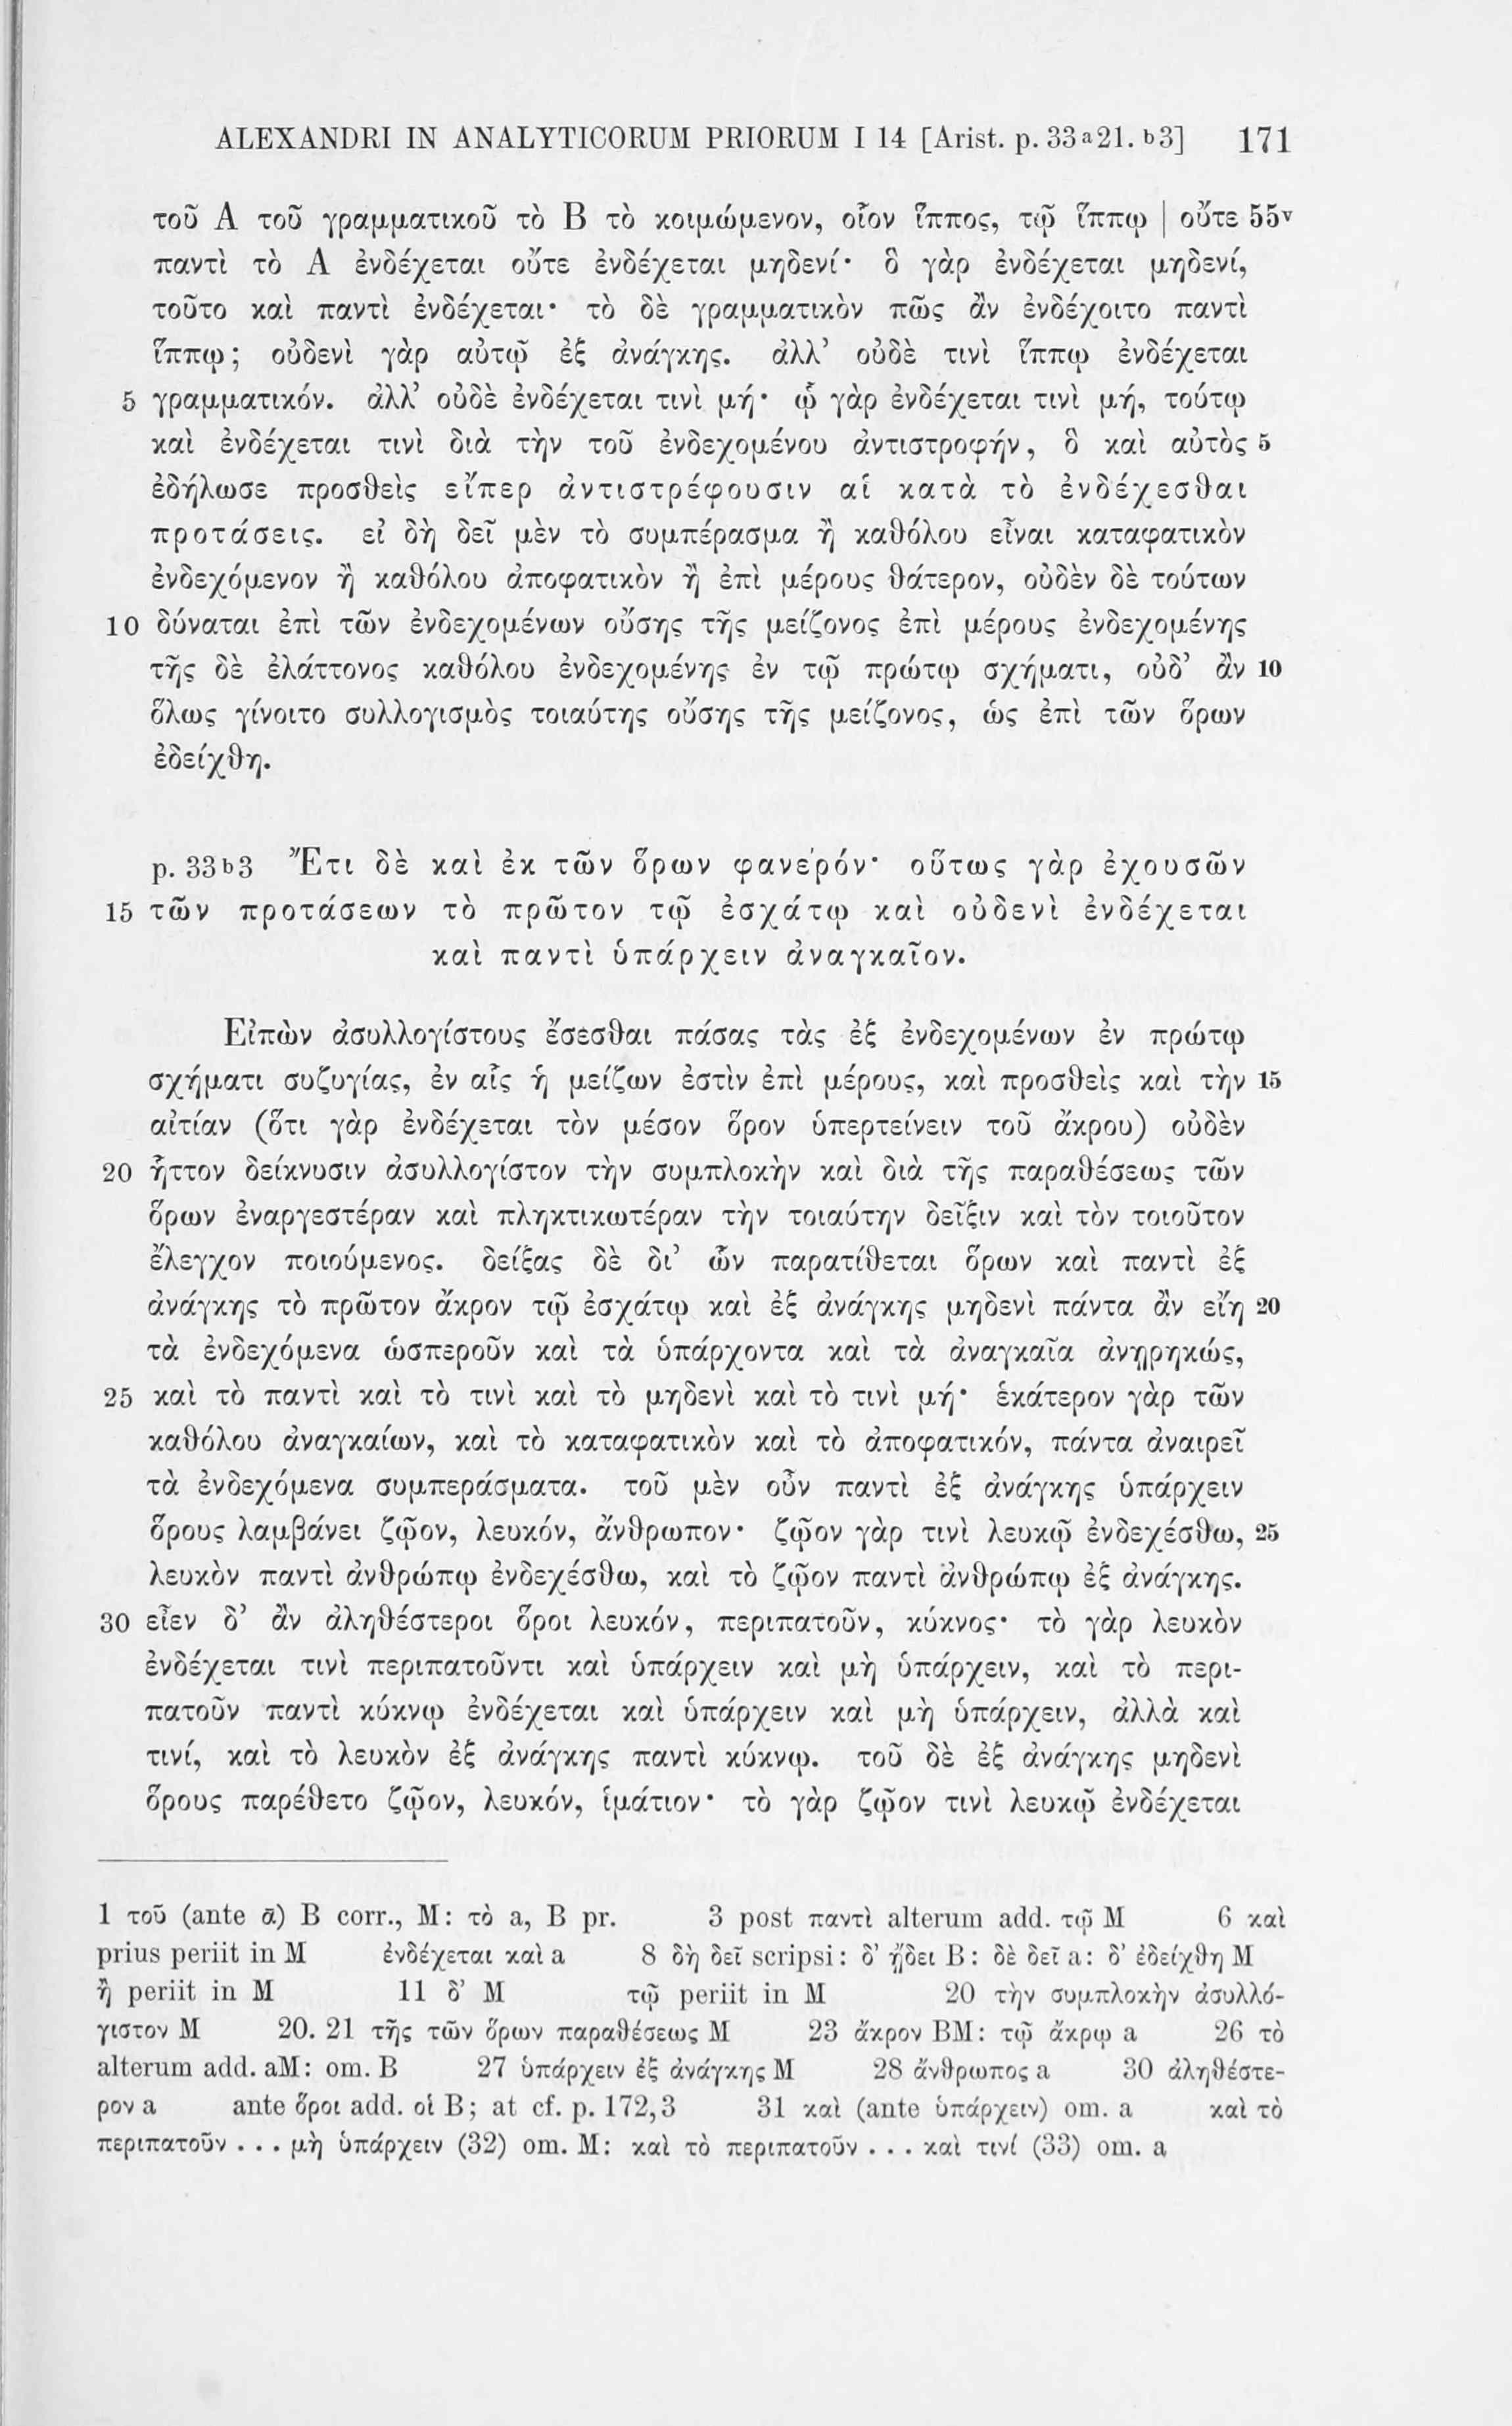 ALEXANDRI IN ANALYTICORUM PRIORUM I 14 [Arist. p. 33a21. b3] 171
τοῦ Α τοῦ γραμματικοῦ τὸ Β τὸ κοιμώμενον, οἷον ἵππος, τῷ ἵππῳ | οὔτε 55v
παντὶ τὸ Α ἐνδέχεται οὔτε ἐνδέχεται μηδενί· ὃ γὰρ ἐνδέχεται μηδενί,
τοῦτο καὶ παντὶ ἐνδέχεται· τὸ δὲ γραμματικὸν πῶς ἂν ἐνδέχοιτο παντὶ
ἵππῳ; οὐδενὶ γὰρ αὐτῷ ἐξ ἀνάγκης. ἀλλ’ οὐδὲ τινὶ ἵππῳ ἐνδέχεται
5 γραμματικόν. ἀλλ’ οὐδὲ ἐνδέχεται τινὶ μή· ᾧ γὰρ ἐνδέχεται τινὶ μή, τούτῳ
καὶ ἐνδέχεται τινὶ διὰ τὴν τοῦ ἐνδεχομένου ἀντιστροφήν, ὃ καὶ αὐτὸς 5
ἐδήλωσε προσθεὶς εἴπερ ἀντιστρέφουσιν αἱ κατὰ τὸ ἐνδέχεσθαι
προτάσεις. εἰ δὴ δεῖ μὲν τὸ συμπέρασμα ἢ καθόλου εἶναι καταφατικὸν
ἐνδεχόμενον ἢ καθόλου ἀποφατικὸν ἢ ἐπὶ μέρους θάτερον, οὐδὲν δὲ τούτων
10 δύναται ἐπὶ τῶν ἐνδεχομένων οὔσης τῆς μείζονος ἐπὶ μέρους ἐνδεχομένης
τῆς δὲ ἐλάττονος καθόλου ἐνδεχομένης ἐν τῷ πρώτῳ σχήματι, οὐδ’ ἂν 10
ὅλως γίνοιτο συλλογισμὸς τοιαύτης οὔσης τῆς μείζονος, ὡς ἐπὶ τῶν ὅρων
ἐδείχθη.
p. 33b3 Ἔτι δὲ καὶ ἐκ τῶν ὅρων φανερόν· οὕτως γὰρ ἐχουσῶν
15 τῶν προτάσεων τὸ πρῶτον τῷ ἐσχάτῳ καὶ οὐδενὶ ἐνδέχεται
καὶ παντὶ ὑπάρχειν ἀναγκαῖον.
Εἰπὼν ἀσυλλογίστους ἔσεσθαι πάσας τὰς ἐξ ἐνδεχομένων ἐν πρώτῳ
σχήματι συζυγίας, ἐν αἷς ἡ μείζων ἐστὶν ἐπὶ μέρους, καὶ προσθεὶς καὶ τὴν 15
αἰτίαν (ὅτι γὰρ ἐνδέχεται τὸν μέσον ὅρον ὑπερτείνειν τοῦ ἄκρου) οὐδὲν
20 ἧττον δείκνυσιν ἀσυλλογίστον τὴν συμπλοκὴν καὶ διὰ τῆς παραθέσεως τῶν
ὅρων ἐναργεστέραν καὶ πληκτικωτέραν τὴν τοιαύτην δεῖξιν καὶ τὸν τοιοῦτον
ἔλεγχον ποιούμενος. δείξας δὲ δι’ ὧν παρατίθεται ὅρων καὶ παντὶ ἐξ
ἀνάγκης τὸ πρῶτον ἄκρον τῷ ἐσχάτῳ καὶ ἐξ ἀνάγκης μηδενὶ πάντα ἂν εἴη 20
τὰ ἐνδεχόμενα ὡσπεροῦν καὶ τὰ ὑπάρχοντα καὶ τὰ ἀναγκαῖα ἀνῃρηκώς,
25 καὶ τὸ παντὶ καὶ τὸ τινὶ καὶ τὸ μηδενὶ καὶ τὸ τινὶ μή· ἑκάτερον γὰρ τῶν
καθόλου ἀναγκαίων, καὶ τὸ καταφατικὸν καὶ τὸ ἀποφατικόν, πάντα ἀναιρεῖ
τὰ ἐνδεχόμενα συμπεράσματα. τοῦ μὲν οὖν παντὶ ἐξ ἀνάγκης ὑπάρχειν
ὅρους λαμβάνει ζῷον, λευκόν, ἄνθρωπον· ζῷον γὰρ τινὶ λευκῷ ἐνδεχέσθω, 25
λευκὸν παντὶ ἀνθρώπῳ ἐνδεχέσθω, καὶ τὸ ζῷον παντὶ ἀνθρώπῳ ἐξ ἀνάγκης.
30 εἶεν δ’ ἂν ἀληθέστεροι ὅροι λευκόν, περιπατοῦν, κύκνος· τὸ γὰρ λευκὸν
ἐνδέχεται τινὶ περιπατοῦντι καὶ ὑπάρχειν καὶ μὴ ὑπάρχειν, καὶ τὸ περι-
πατοῦν παντὶ κύκνῳ ἐνδέχεται καὶ ὑπάρχειν καὶ μὴ ὑπάρχειν, ἀλλὰ καὶ
τινί, καὶ τὸ λευκὸν ἐξ ἀνάγκης παντὶ κύκνῳ. τοῦ δὲ ἐξ ἀνάγκης μηδενὶ
ὅρους παρέθετο ζῷον, λευκόν, ἱμάτιον· τὸ γὰρ ζῷον τινὶ λευκῷ ἐνδέχεται
1 τοῦ (ante ᾱ) B corr., M: τὸ a, B pr. 3 post παντὶ alterum add. τῷ M 6 καὶ
prius periit in M ἐνδέχεται καὶ a 8 δὴ δεῖ scripsi: δ’ ᾔδει B: δὲ δεῖ a: δ’ ἐδείχθη M
ἢ periit in M 11 δ’ M τῷ periit in M 20 τὴν συμπλοκὴν ἀσυλλό-
γιστον M 20. 21 τῆς τῶν ὅρων παραθέσεως M 23 ἄκρον BM: τῷ ἄκρῳ a 26 τὸ
alterum add. aM: om. B 27 ὑπάρχειν ἐξ ἀνάγκης M 28 ἄνθρωπος a 30 ἀληθέστε-
ρον a ante ὅροι add. οἱ B; at cf. p. 172,3 31 καὶ (ante ὑπάρχειν) om. a καὶ τὸ
περιπατοῦν . . . μὴ ὑπάρχειν (32) om. M: καὶ τὸ περιπατοῦν . . . καὶ τινί (33) om. a